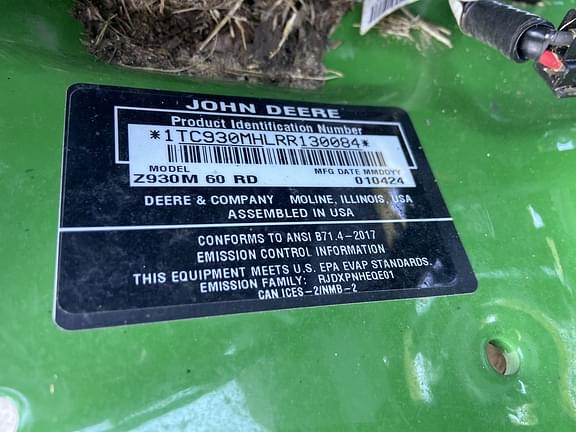 JOHN DEERE
Product Identification Number
*1TC930MHLRR130084*
MODEL MFG DATE MMDDYY
Z930M 60 RD 010424
DEERE & COMPANY MOLINE, ILLINOIS, USA
ASSEMBLED IN USA
CONFORMS TO ANSI B71.4-2017
EMISSION CONTROL INFORMATION
THIS EQUIPMENT MEETS U.S. EPA EVAP STANDARDS.
EMISSION FAMILY: RJDXPNHEQE01
CAN ICES-2/NMB-2